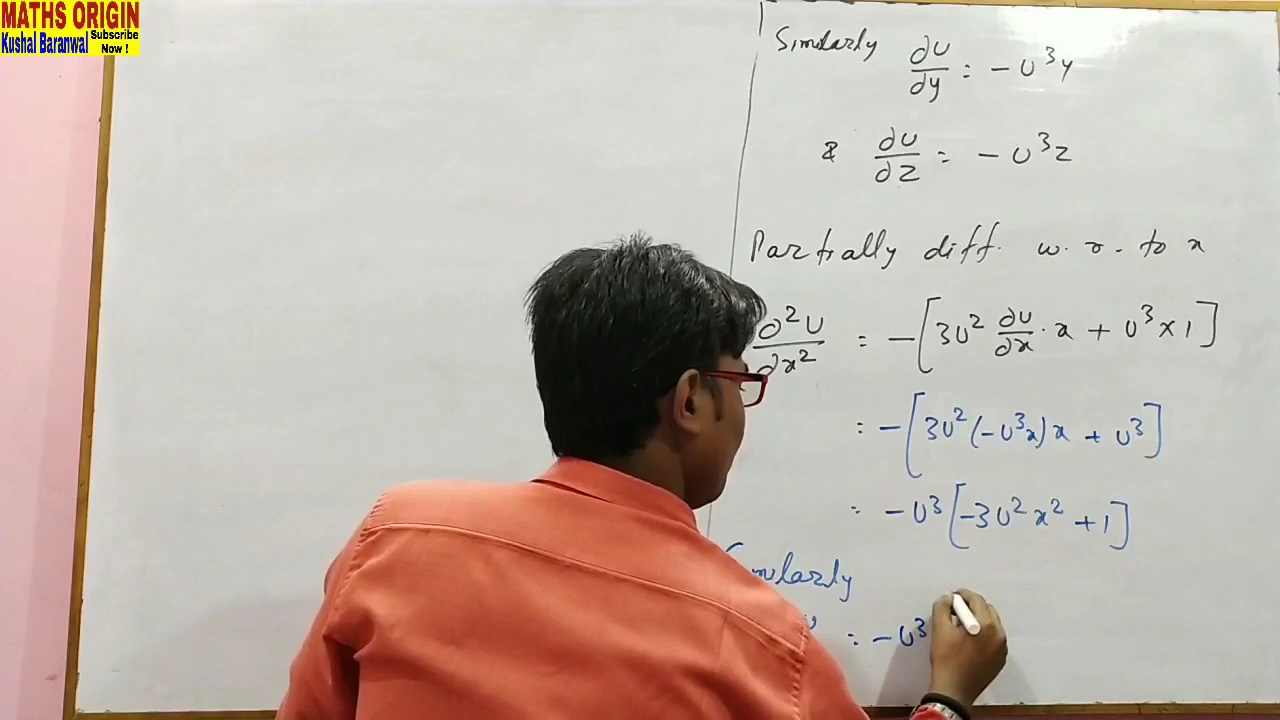 MATHS ORIGIN
Kushal Baranwal Subscribe Now !
Similarly ∂U/∂y = -U³y
& ∂U/∂z = -U³z
Partially diff. w. r. to x
∂²U/∂x² = -[3U² ∂U/∂x · x + U³ x 1]
= -[3U²(-U³x)x + U³]
= -U³[-3U²x² + 1]
Similarly
= -U³